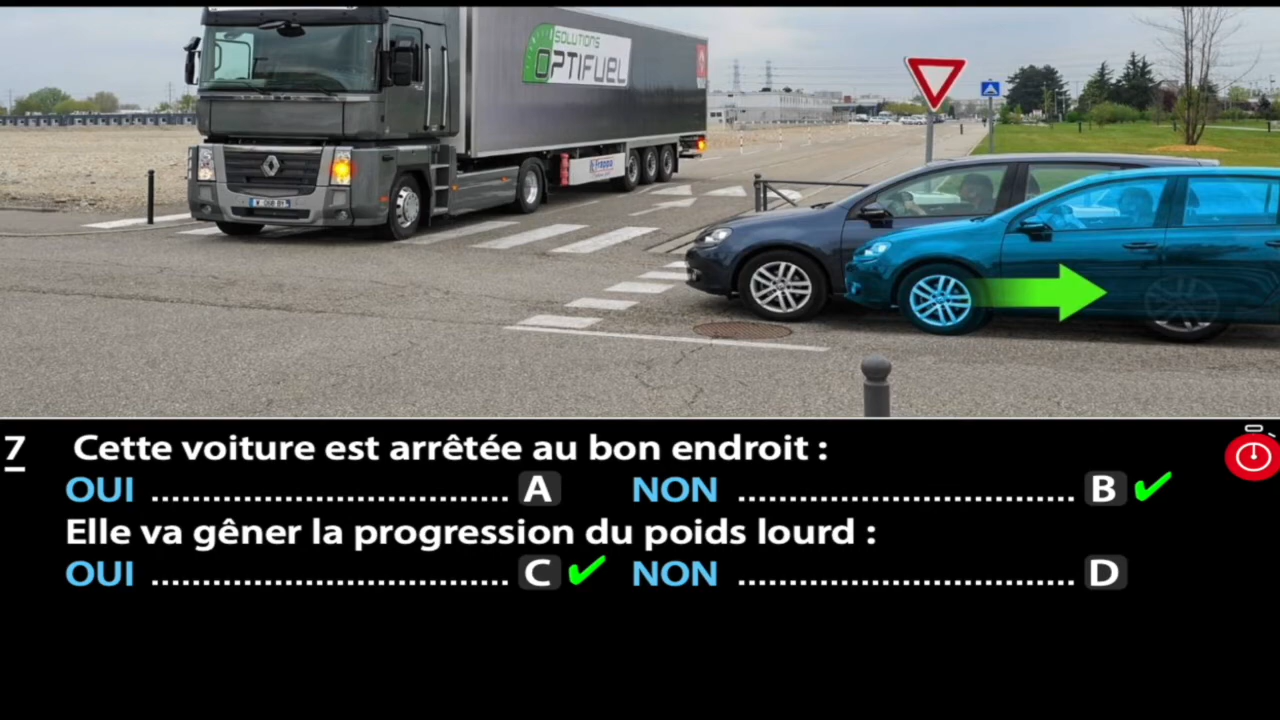 SOLUTIONS
OPTIFUEL
7 Cette voiture est arrêtée au bon endroit :
OUI .................................. A NON ................................ B ✔
Elle va gêner la progression du poids lourd :
OUI .................................. C ✔ NON ................................ D